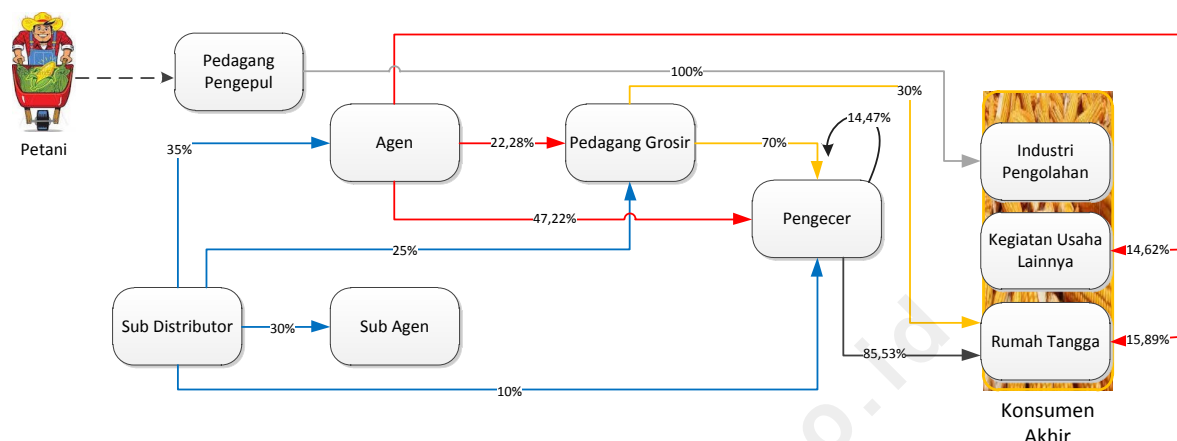 Pedagang
Pengepul
Petani
100%
30%
35%
Agen
22,28%
Pedagang Grosir
70%
14,47%
Industri
Pengolahan
47,22%
Pengecer
25%
Kegiatan Usaha
Lainnya
14,62%
Sub Distributor
30%
Sub Agen
85,53%
Rumah Tangga
15,89%
10%
Konsumen
Akhir
o.id